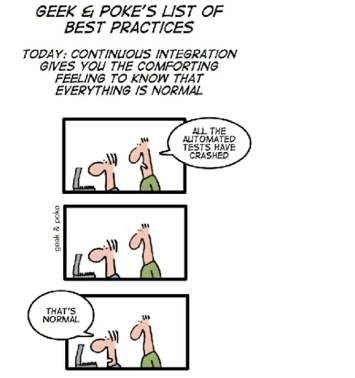 GEEK & POKE'S LIST OF
BEST PRACTICES
TODAY: CONTINUOUS INTEGRATION
GIVES YOU THE COMFORTING
FEELING TO KNOW THAT
EVERYTHING IS NORMAL
ALL THE
AUTOMATED
TESTS HAVE
CRASHED
geek & poke
THAT'S
NORMAL